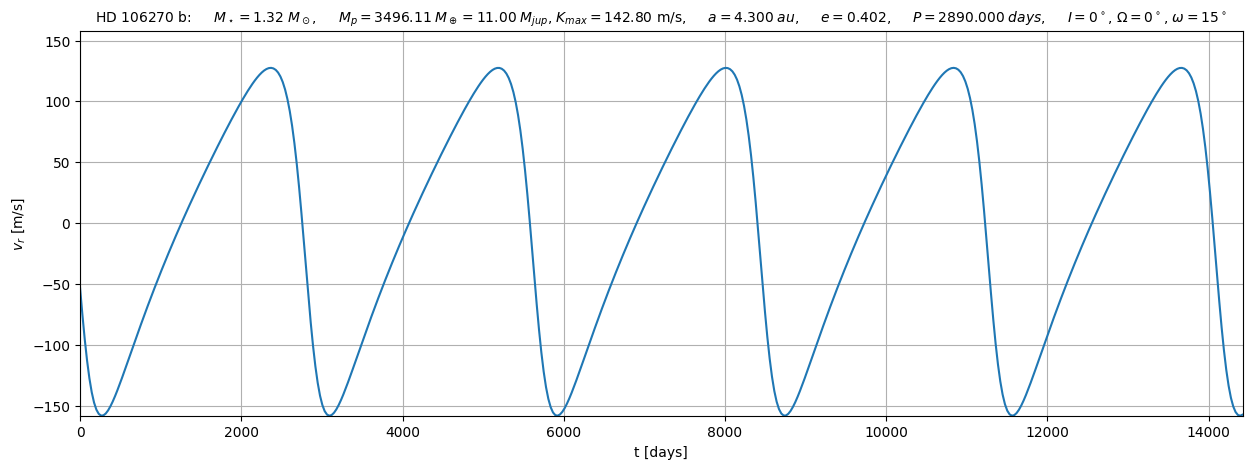 HD 106270 b: M⋆ = 1.32 M⊙, Mp = 3496.11 M⊕ = 11.00 Mjup, Kmax = 142.80 m/s, a = 4.300 au, e = 0.402, P = 2890.000 days, I = 0°, Ω = 0°, ω = 15°
150
100
50
0
−50
−100
−150
vr [m/s]
0 2000 4000 6000 8000 10000 12000 14000
t [days]